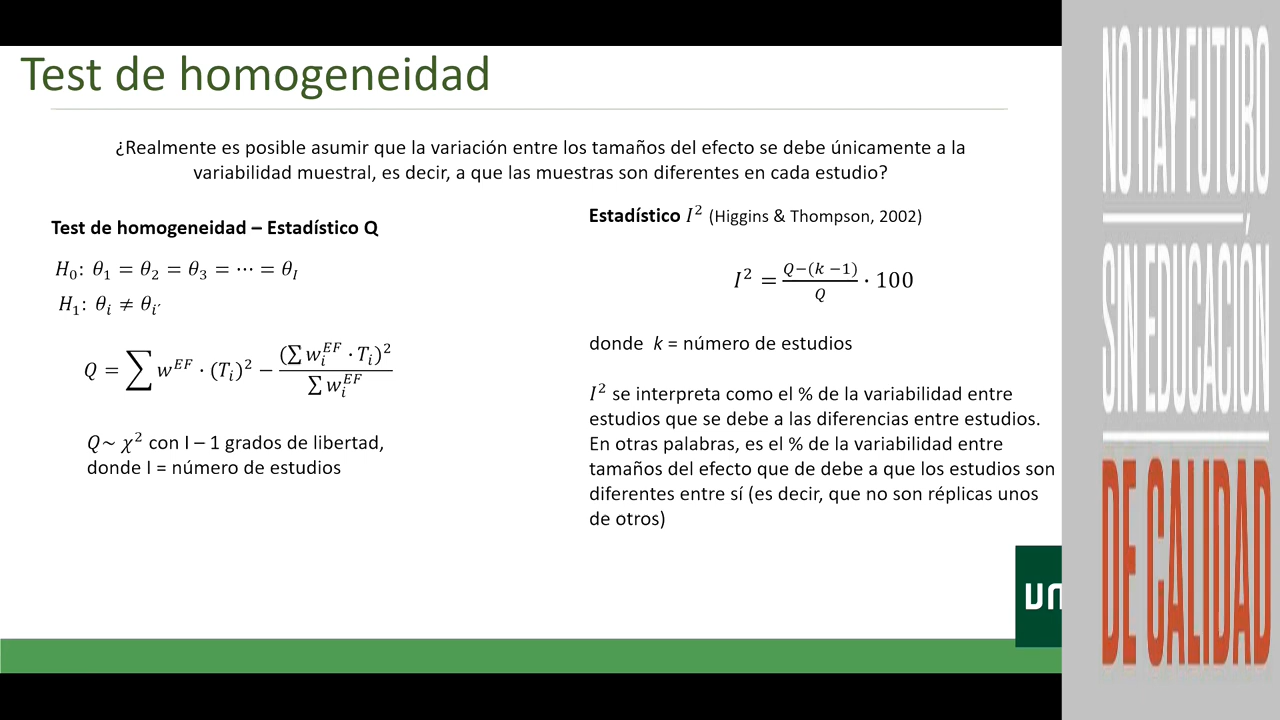 Test de homogeneidad
¿Realmente es posible asumir que la variación entre los tamaños del efecto se debe únicamente a la
variabilidad muestral, es decir, a que las muestras son diferentes en cada estudio?
Test de homogeneidad – Estadístico Q
H₀: θ₁ = θ₂ = θ₃ = ⋯ = θ_I
H₁: θᵢ ≠ θᵢ′
Q = ∑ w^{EF} · (Tᵢ)² − (∑ wᵢ^{EF} · Tᵢ)² / ∑ wᵢ^{EF}
Q~ χ² con I – 1 grados de libertad,
donde I = número de estudios
Estadístico I² (Higgins & Thompson, 2002)
I² = Q−(k −1) / Q · 100
donde k = número de estudios
I² se interpreta como el % de la variabilidad entre
estudios que se debe a las diferencias entre estudios.
En otras palabras, es el % de la variabilidad entre
tamaños del efecto que de debe a que los estudios son
diferentes entre sí (es decir, que no son réplicas unos
de otros)
NO HAY FUTURO
SIN EDUCACIÓN
DE CALIDAD